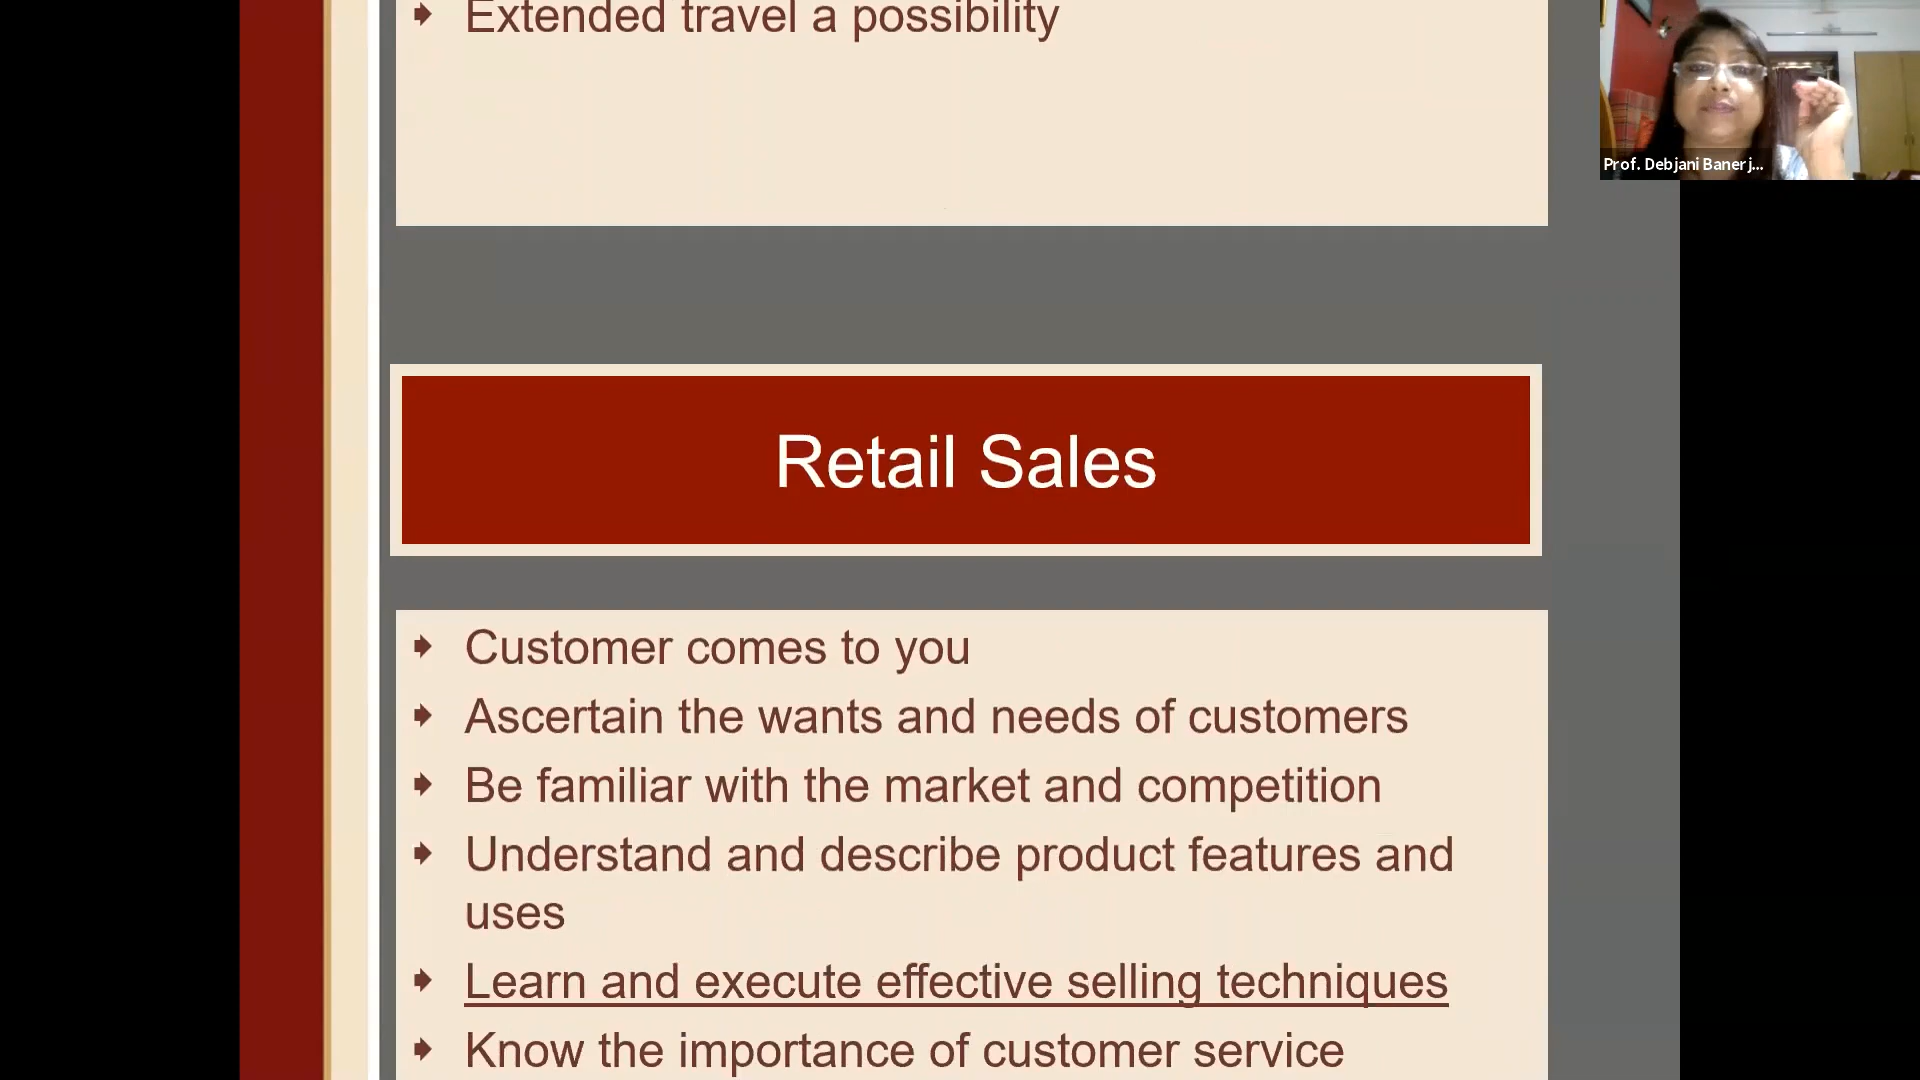 Extended travel a possibility
Prof. Debjani Banerj...
Retail Sales
Customer comes to you
Ascertain the wants and needs of customers
Be familiar with the market and competition
Understand and describe product features and
uses
Learn and execute effective selling techniques
Know the importance of customer service